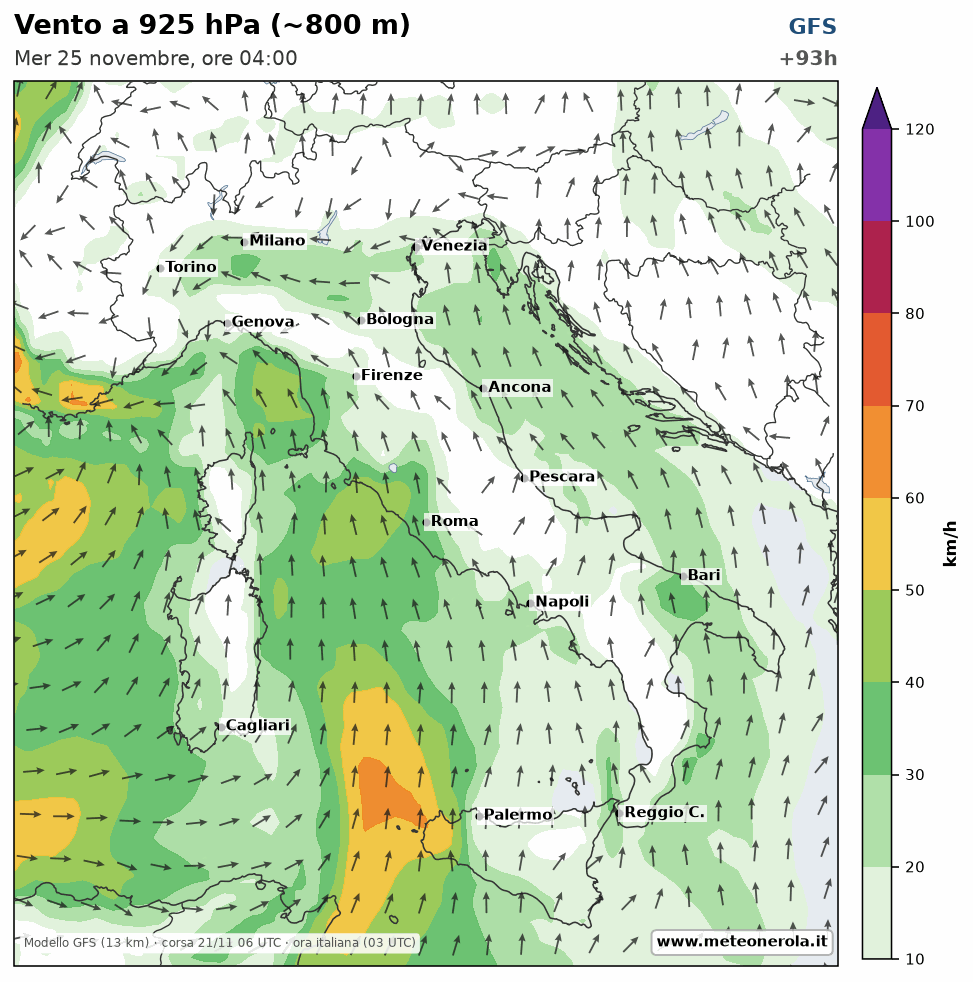 Vento a 925 hPa (~800 m)
GFS
Mer 25 novembre, ore 04:00
+93h
Milano
Venezia
Torino
Genova
Bologna
Firenze
Ancona
Pescara
Roma
Bari
Napoli
Cagliari
Palermo
Reggio C.
120
100
80
70
60
50
40
30
20
10
km/h
Modello GFS (13 km) · corsa 21/11 06 UTC · ora italiana (03 UTC)
www.meteonerola.it